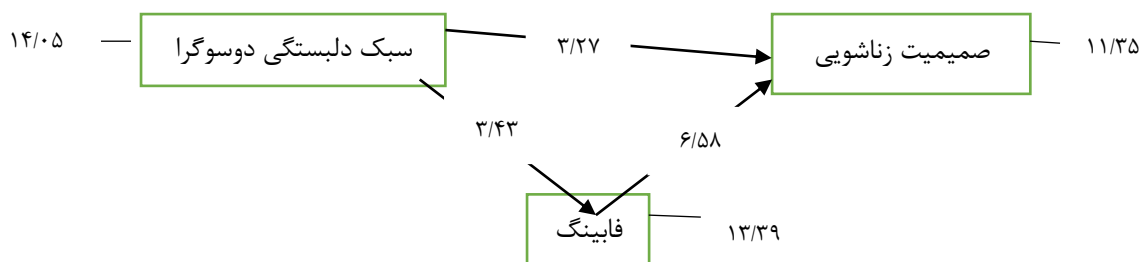 ۱۴/۰۵
سبک دلبستگی دوسوگرا
۳/۲۷
صمیمیت زناشویی
۱۱/۳۵
۳/۴۳
۶/۵۸
فابینگ
۱۳/۳۹